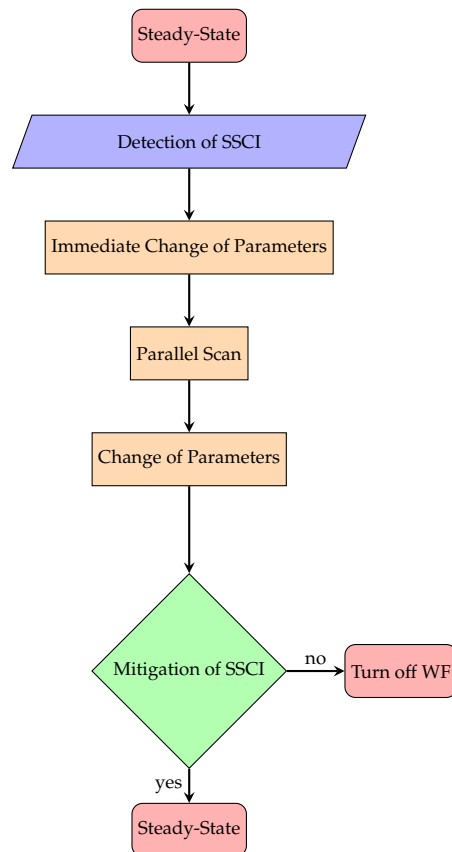 Steady-State
Detection of SSCI
Immediate Change of Parameters
Parallel Scan
Change of Parameters
Mitigation of SSCI
no
Turn off WF
yes
Steady-State